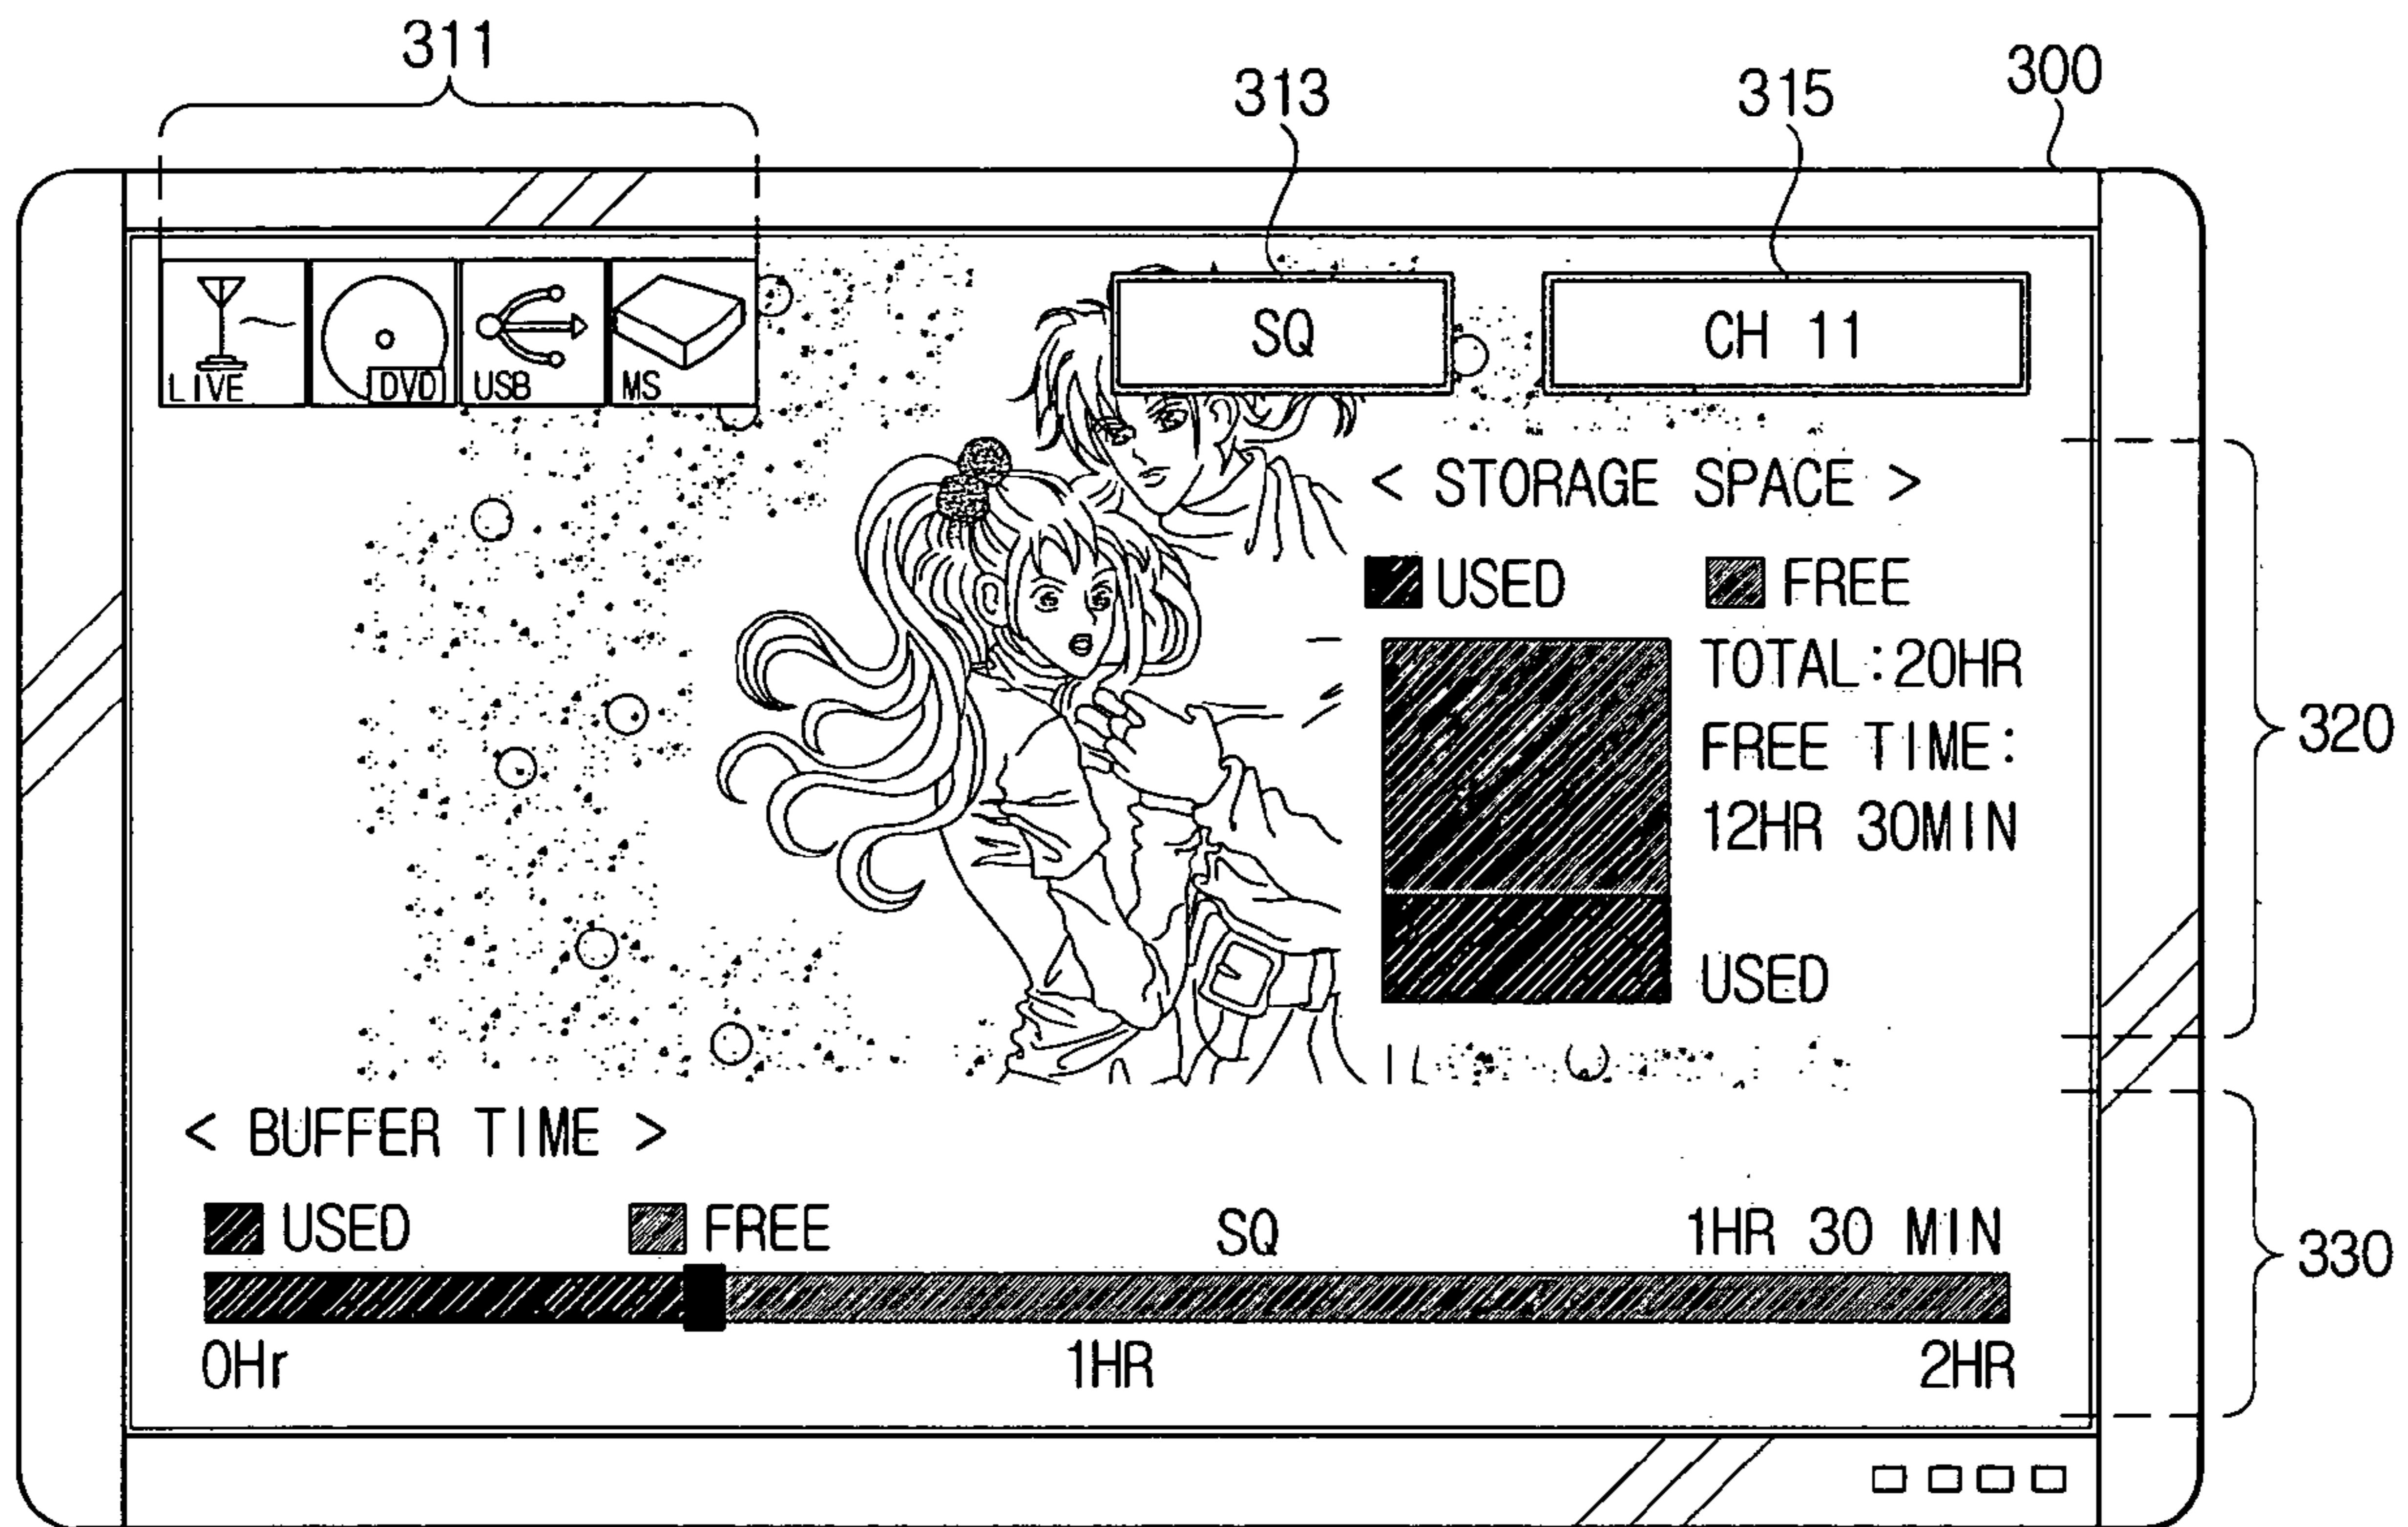 311
313
315
300
LIVE
DVD
USB
MS
SQ
CH 11
< STORAGE SPACE >
USED
FREE
TOTAL:20HR
FREE TIME:
12HR 30MIN
USED
320
< BUFFER TIME >
USED
FREE
SQ
1HR 30 MIN
330
0Hr
1HR
2HR